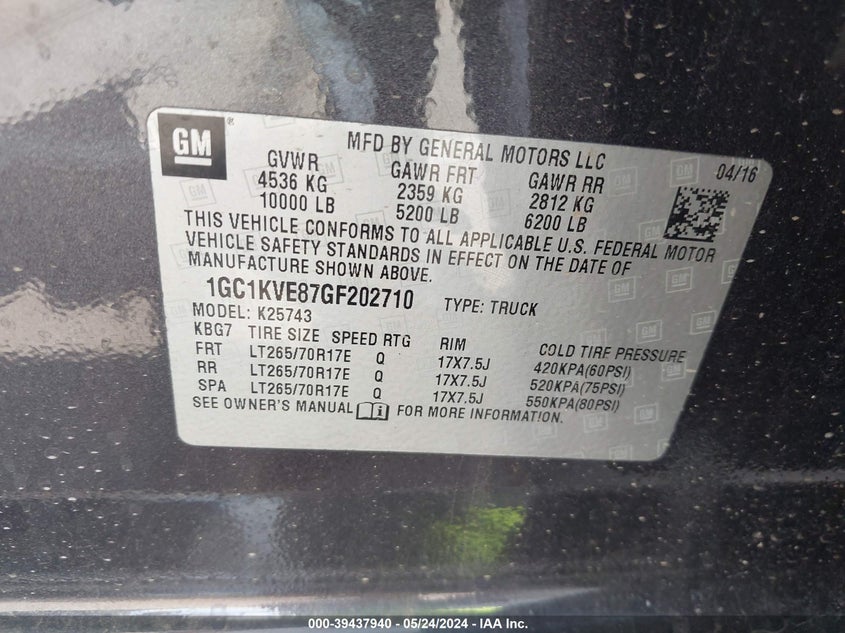 GM ®
MFD BY GENERAL MOTORS LLC
04/16
GVWR GAWR FRT GAWR RR
4536 KG 2359 KG 2812 KG
10000 LB 5200 LB 6200 LB
THIS VEHICLE CONFORMS TO ALL APPLICABLE U.S. FEDERAL MOTOR
VEHICLE SAFETY STANDARDS IN EFFECT ON THE DATE OF
MANUFACTURE SHOWN ABOVE.
1GC1KVE87GF202710 TYPE: TRUCK
MODEL: K25743
KBG7 TIRE SIZE SPEED RTG RIM COLD TIRE PRESSURE
FRT LT265/70R17E Q 17X7.5J 420KPA(60PSI)
RR LT265/70R17E Q 17X7.5J 520KPA(75PSI)
SPA LT265/70R17E Q 17X7.5J 550KPA(80PSI)
SEE OWNER'S MANUAL FOR MORE INFORMATION.
000-39437940 - 05/24/2024 - IAA Inc.